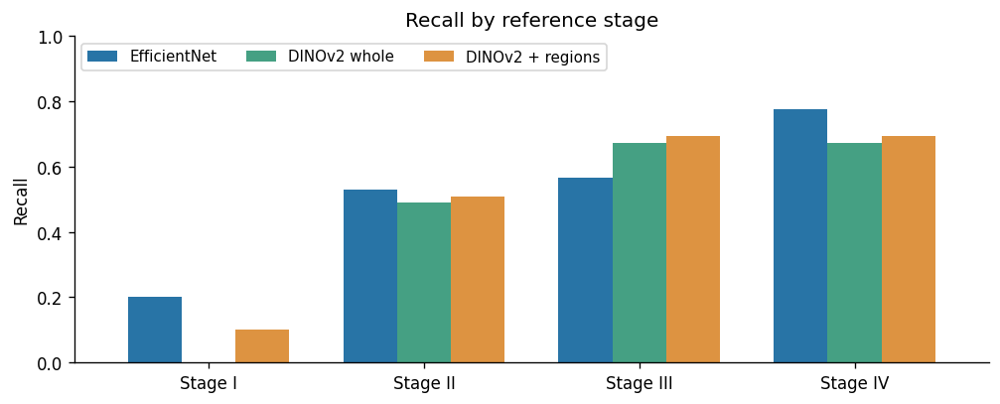 Recall by reference stage
EfficientNet DINOv2 whole DINOv2 + regions
1.0
0.8
0.6
0.4
0.2
0.0
Recall
Stage I Stage II Stage III Stage IV